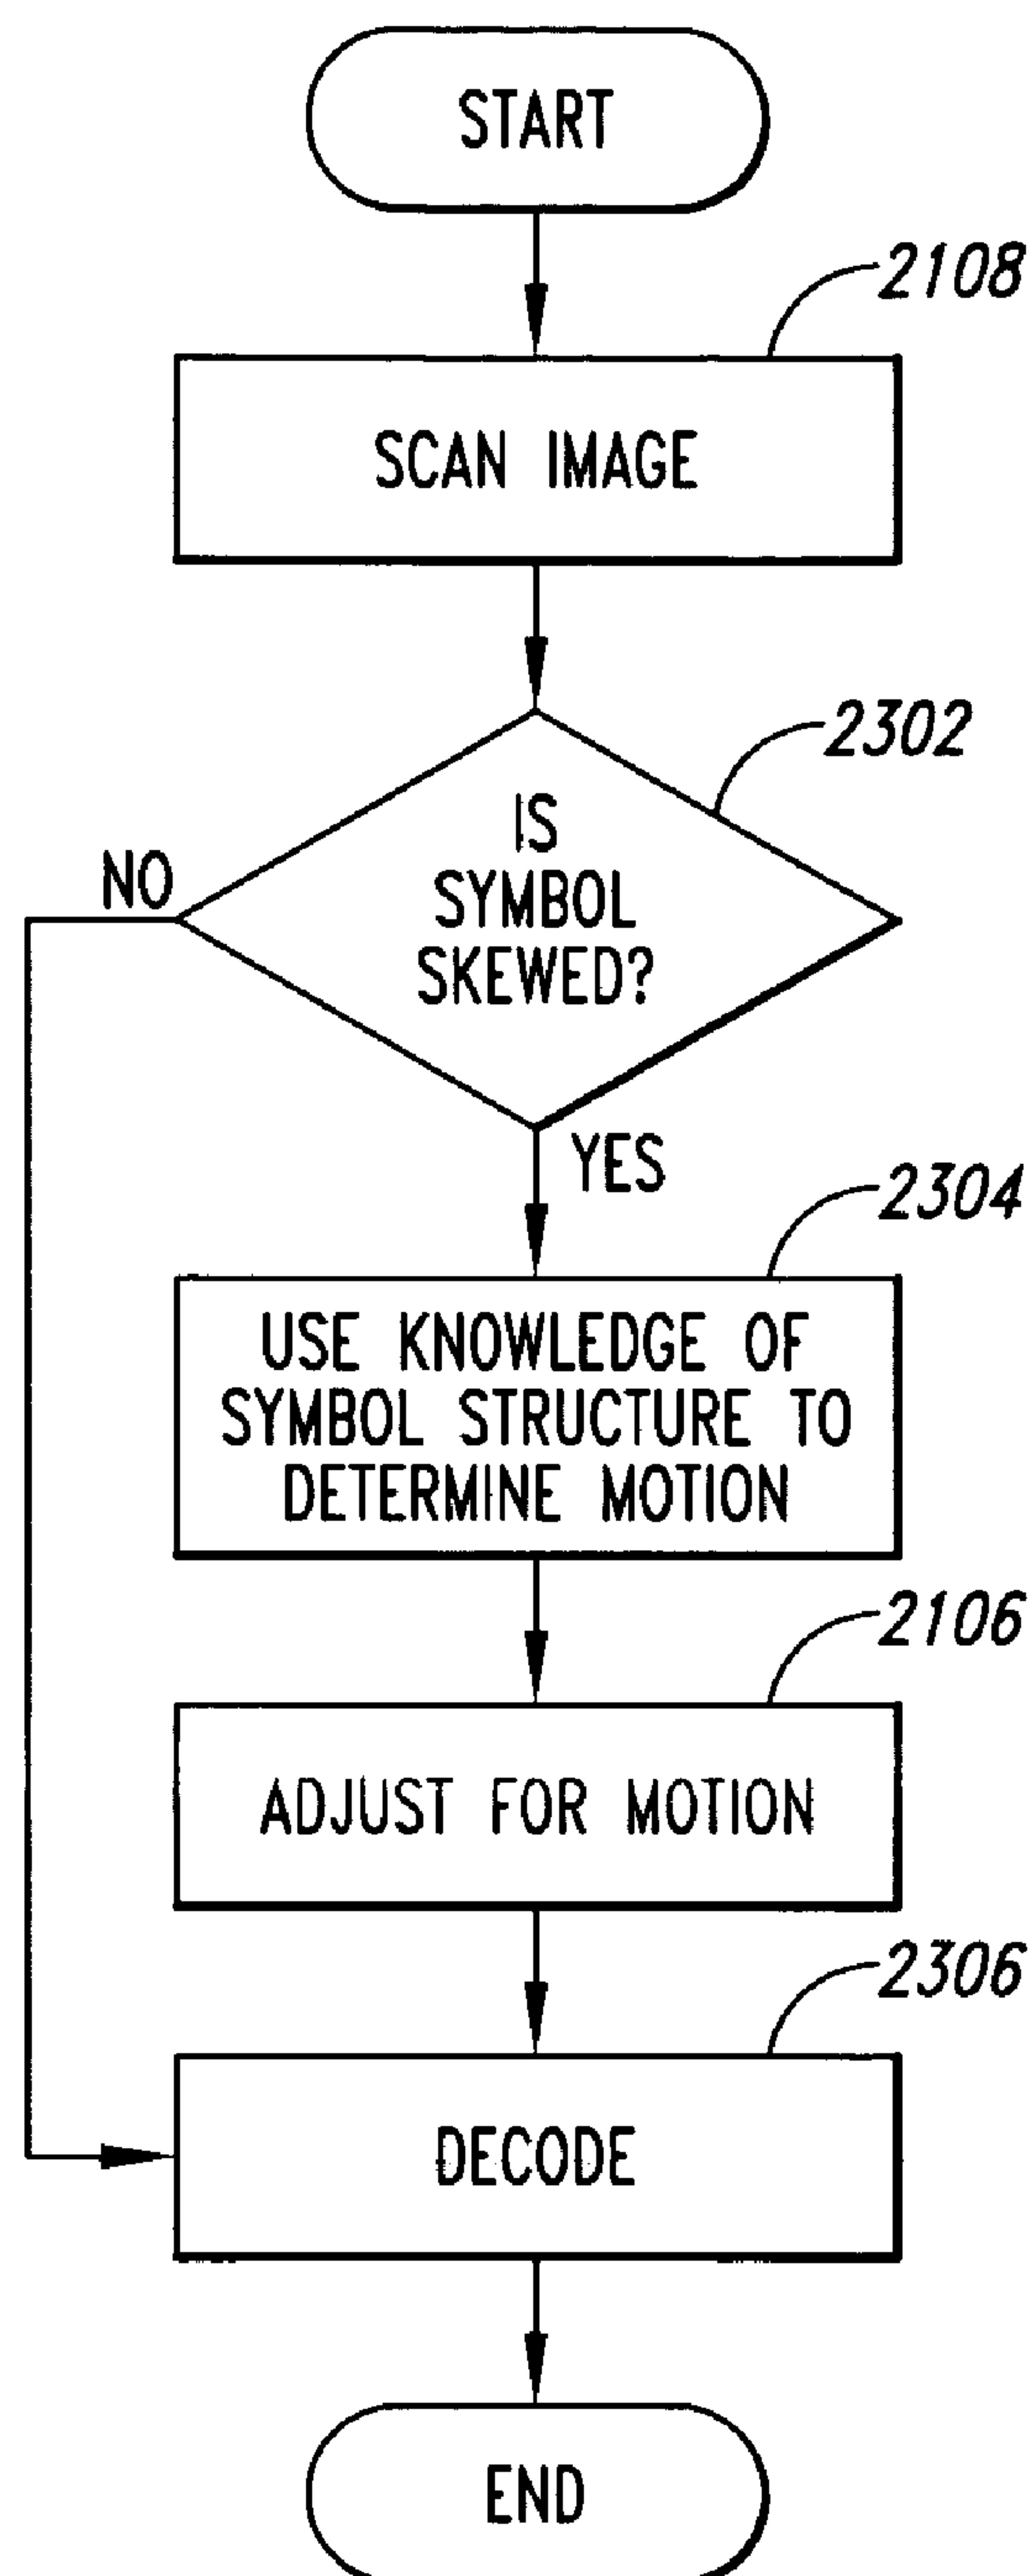 START
2108
SCAN IMAGE
2302
IS
SYMBOL
SKEWED?
NO
YES
2304
USE KNOWLEDGE OF
SYMBOL STRUCTURE TO
DETERMINE MOTION
2106
ADJUST FOR MOTION
2306
DECODE
END